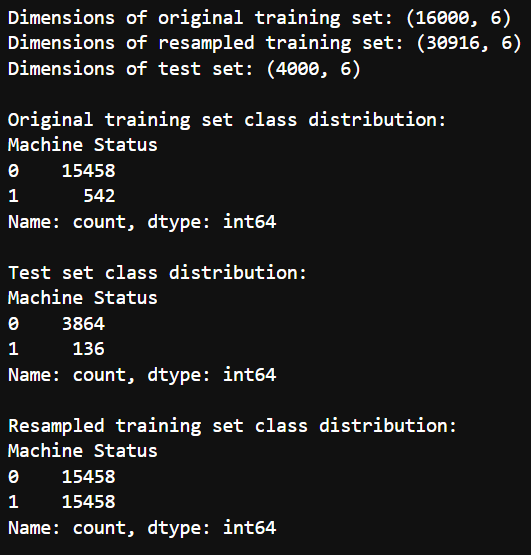 Dimensions of original training set: (16000, 6)
Dimensions of resampled training set: (30916, 6)
Dimensions of test set: (4000, 6)

Original training set class distribution:
Machine Status
0    15458
1      542
Name: count, dtype: int64

Test set class distribution:
Machine Status
0    3864
1     136
Name: count, dtype: int64

Resampled training set class distribution:
Machine Status
0    15458
1    15458
Name: count, dtype: int64